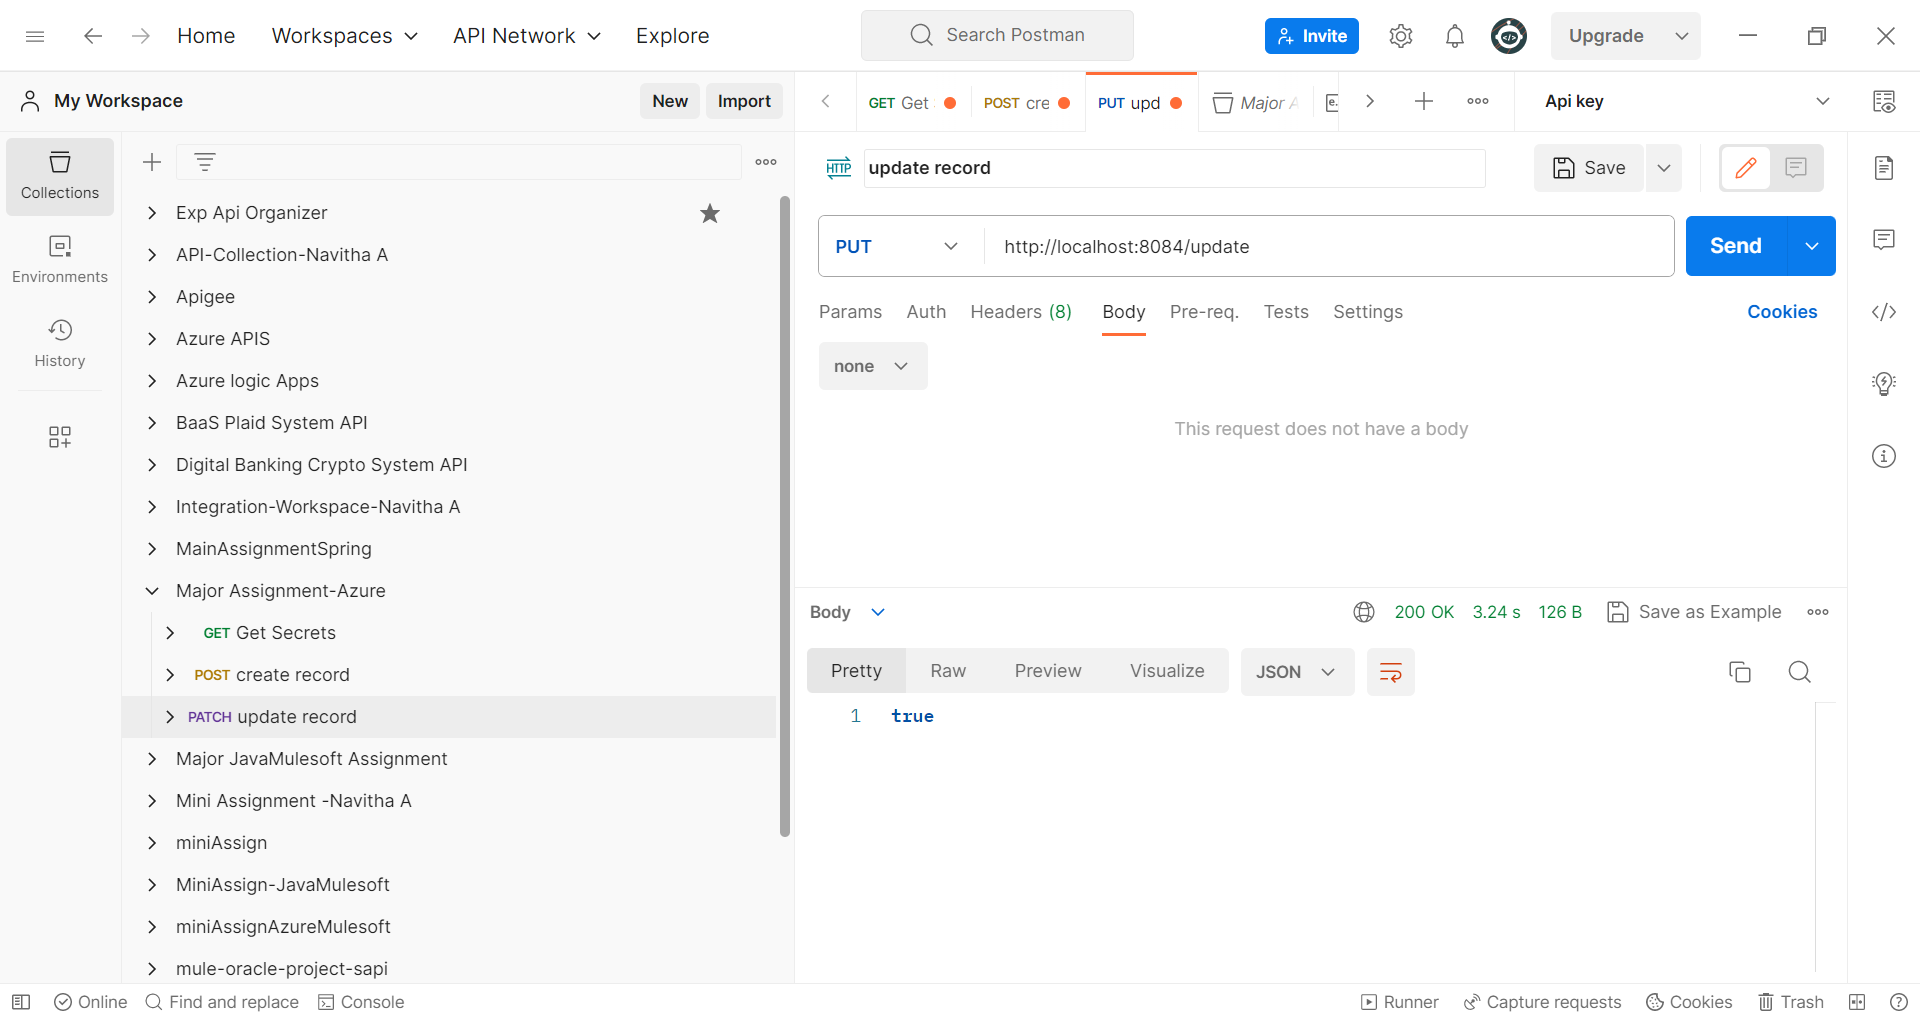 Home Workspaces API Network Explore Search Postman Invite Upgrade
My Workspace New Import
GET Get POST cre PUT upd Major A Api key
Collections
Environments
History
Exp Api Organizer
API-Collection-Navitha A
Apigee
Azure APIS
Azure logic Apps
BaaS Plaid System API
Digital Banking Crypto System API
Integration-Workspace-Navitha A
MainAssignmentSpring
Major Assignment-Azure
GET Get Secrets
POST create record
PATCH update record
Major JavaMulesoft Assignment
Mini Assignment -Navitha A
miniAssign
MiniAssign-JavaMulesoft
miniAssignAzureMulesoft
mule-oracle-project-sapi
HTTP update record Save
PUT http://localhost:8084/update Send
Params Auth Headers (8) Body Pre-req. Tests Settings Cookies
none
This request does not have a body
Body 200 OK 3.24 s 126 B Save as Example
Pretty Raw Preview Visualize JSON
1 true
Online Find and replace Console Runner Capture requests Cookies Trash